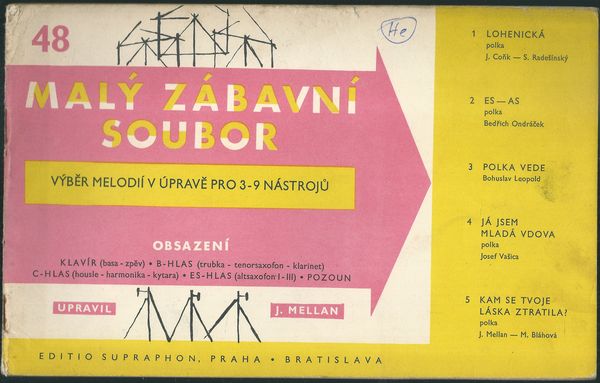 48
He
MALÝ ZÁBAVNÍ
SOUBOR
VÝBĚR MELODIÍ V ÚPRAVĚ PRO 3-9 NÁSTROJŮ
OBSAZENÍ
KLAVÍR (basa - zpěv) • B-HLAS (trubka - tenorsaxofon - klarinet)
C-HLAS (housle - harmonika - kytara) • ES-HLAS (altsaxofon I - III) • POZOUN
UPRAVIL J. MELLAN
EDITIO SUPRAPHON, PRAHA • BRATISLAVA
1 LOHENICKÁ
polka
J. Coňk — S. Radešínský
2 ES — AS
polka
Bedřich Ondráček
3 POLKA VEDE
Bohuslav Leopold
4 JÁ JSEM
MLADÁ VDOVA
polka
Josef Vašica
5 KAM SE TVOJE
LÁSKA ZTRATILA?
polka
J. Mellan — M. Bláhová